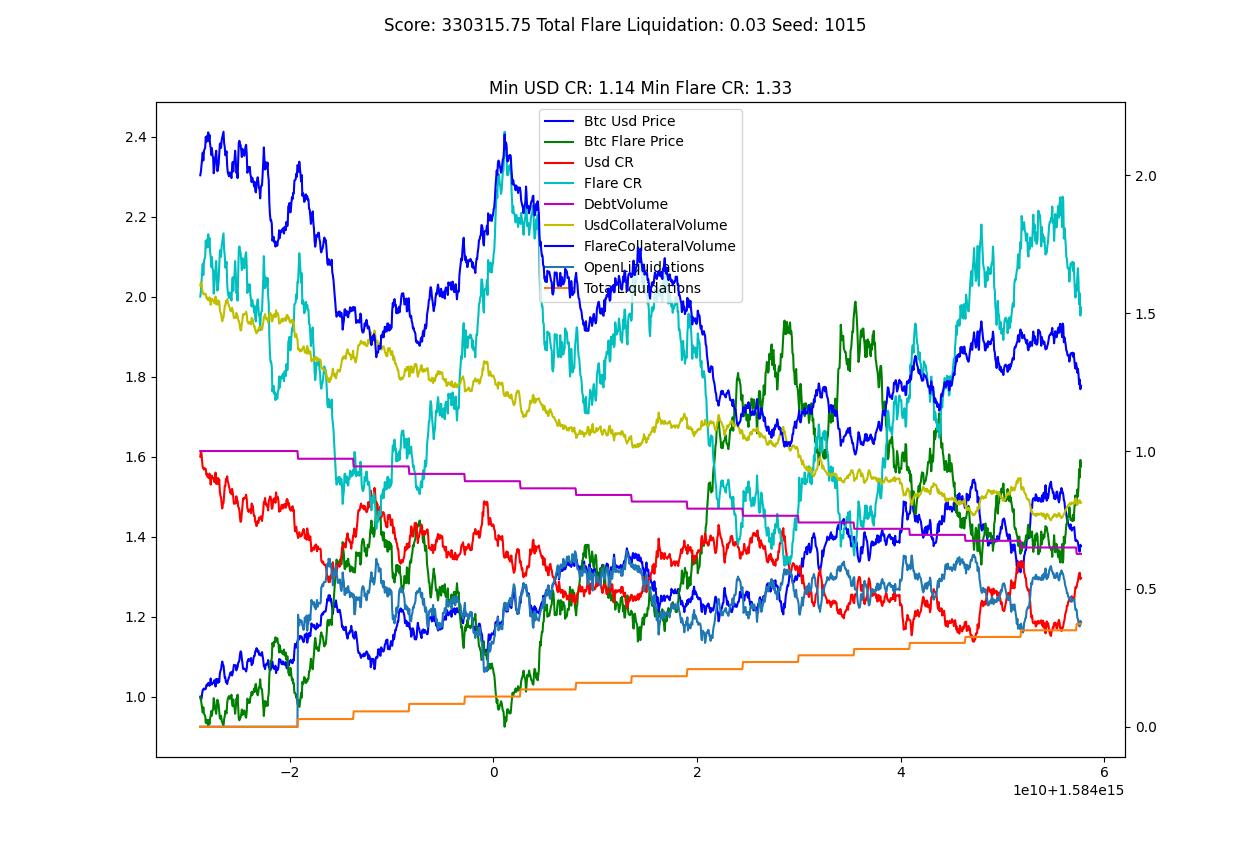 Score: 330315.75 Total Flare Liquidation: 0.03 Seed: 1015
Min USD CR: 1.14 Min Flare CR: 1.33
Btc Usd Price
Btc Flare Price
Usd CR
Flare CR
DebtVolume
UsdCollateralVolume
FlareCollateralVolume
OpenLiquidations
TotalLiquidations
2.4
2.2
2.0
1.8
1.6
1.4
1.2
1.0
2.0
1.5
1.0
0.5
0.0
−2 0 2 4 6
1e10+1.584e15